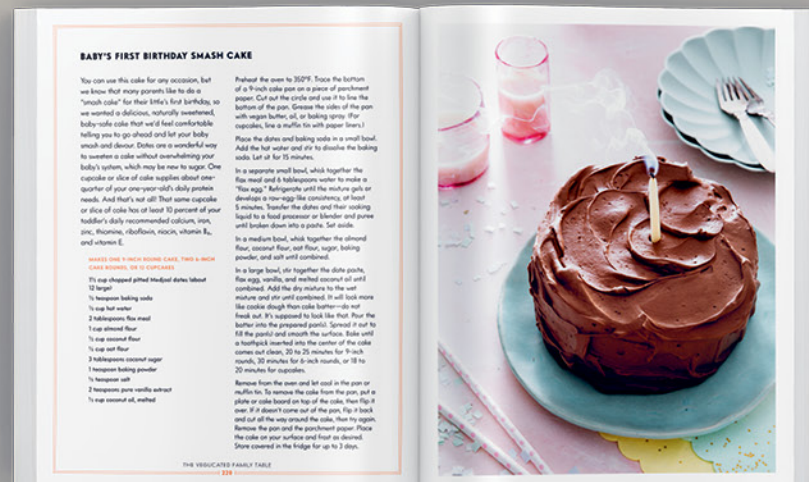 BABY'S FIRST BIRTHDAY SMASH CAKE
You can use this cake for any occasion, but
we know that many parents like to do a
"smash cake" for their little's first birthday, so
we wanted a delicious, naturally sweetened,
baby-safe cake that we'd feel comfortable
telling you to go ahead and let your baby
smash and devour. Dates are a wonderful way
to sweeten a cake without overwhelming your
baby's system, which may be new to sugar. One
cupcake or slice of cake supplies about one-
quarter of your one-year-old's daily protein
needs. And that's not all! That same cupcake
or slice of cake has at least 10 percent of your
toddler's daily recommended calcium, iron,
zinc, thiamine, riboflavin, niacin, vitamin B₆,
and vitamin E.
MAKES ONE 9-INCH ROUND CAKE, TWO 6-INCH
CAKE ROUNDS, OR 12 CUPCAKES
cup chopped pitted Medjool dates (about
12 large)
teaspoon baking soda
cup hot water
2 tablespoons flax meal
1 cup almond flour
cup coconut flour
cup oat flour
3 tablespoons coconut sugar
1 teaspoon baking powder
teaspoon salt
2 teaspoons pure vanilla extract
cup coconut oil, melted
Preheat the oven to 350°F. Trace the bottom
of a 9-inch cake pan on a piece of parchment
paper. Cut out the circle and use it to line the
bottom of the pan. Grease the sides of the pan
with vegan butter, oil, or baking spray. (For
cupcakes, line a muffin tin with paper liners.)
Place the dates and baking soda in a small bowl.
Add the hot water and stir to dissolve the baking
soda. Let sit for 15 minutes.
In a separate small bowl, whisk together the
flax meal and 6 tablespoons water to make a
"flax egg." Refrigerate until the mixture gels or
develops a raw-egg-like consistency, at least
5 minutes. Transfer the dates and their soaking
liquid to a food processor or blender and puree
until broken down into a paste. Set aside.
In a medium bowl, whisk together the almond
flour, coconut flour, oat flour, sugar, baking
powder, and salt until combined.
In a large bowl, stir together the date paste,
flax egg, vanilla, and melted coconut oil until
combined. Add the dry mixture to the wet
mixture and stir until combined. It will look more
like cookie dough than cake batter—do not
freak out. It's supposed to look like that. Pour the
batter into the prepared pan(s). Spread it out to
fill the pan(s) and smooth the surface. Bake until
a toothpick inserted into the center of the cake
comes out clean, 20 to 25 minutes for 9-inch
rounds, 30 minutes for 6-inch rounds, or 18 to
20 minutes for cupcakes.
Remove from the oven and let cool in the pan or
muffin tin. To remove the cake from the pan, put a
plate or cake board on top of the cake, then flip it
over. If it doesn't come out of the pan, flip it back
and cut all the way around the cake, then try again.
Remove the pan and the parchment paper. Place
the cake on your surface and frost as desired.
Store covered in the fridge for up to 3 days.
THE VEGUCATED FAMILY TABLE
228